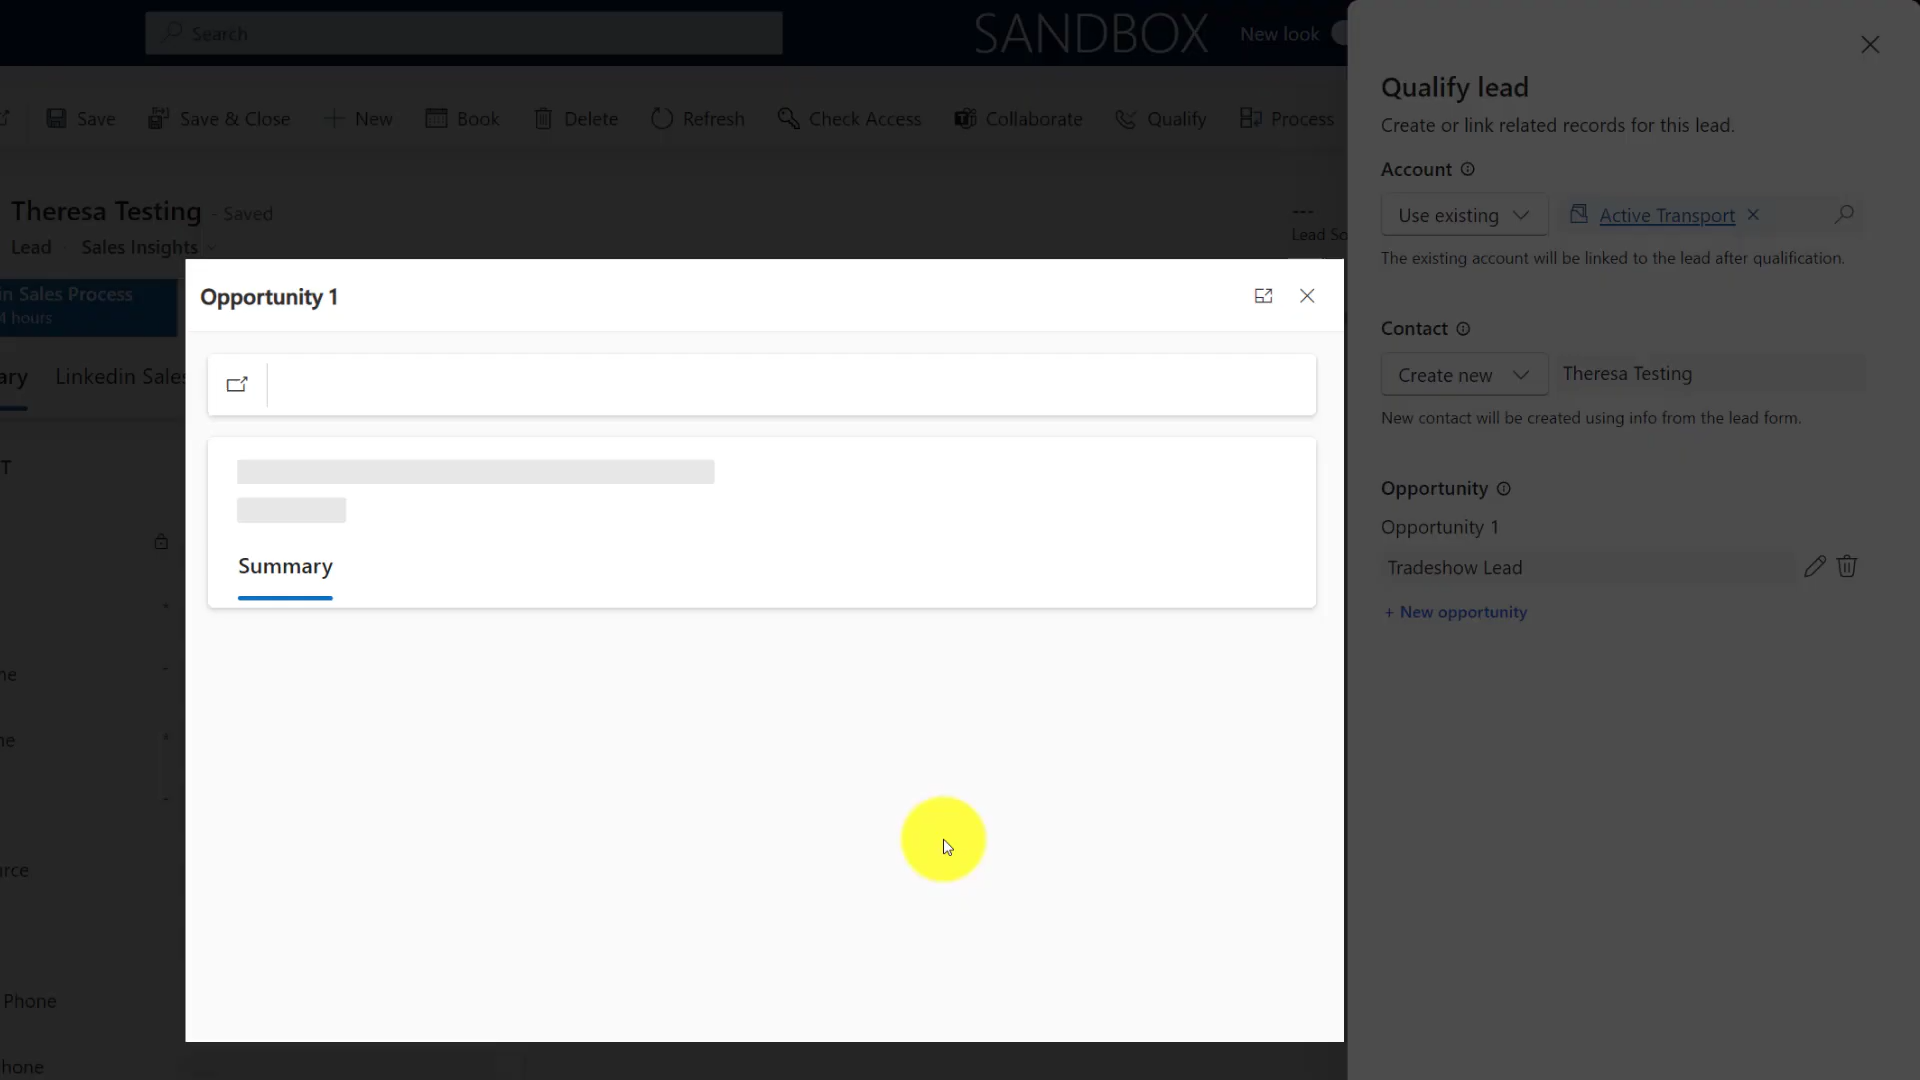 Search
SANDBOX
New look
Save
Save & Close
New
Book
Delete
Refresh
Check Access
Collaborate
Qualify
Process
Theresa Testing - Saved
Lead · Sales Insights
---
Lead So
in Sales Process
4 hours
ary
Linkedin Sales
T
ne
ne
urce
Phone
hone
Opportunity 1
Summary
Qualify lead
Create or link related records for this lead.
Account
Use existing
Active Transport
The existing account will be linked to the lead after qualification.
Contact
Create new
Theresa Testing
New contact will be created using info from the lead form.
Opportunity
Opportunity 1
Tradeshow Lead
+ New opportunity